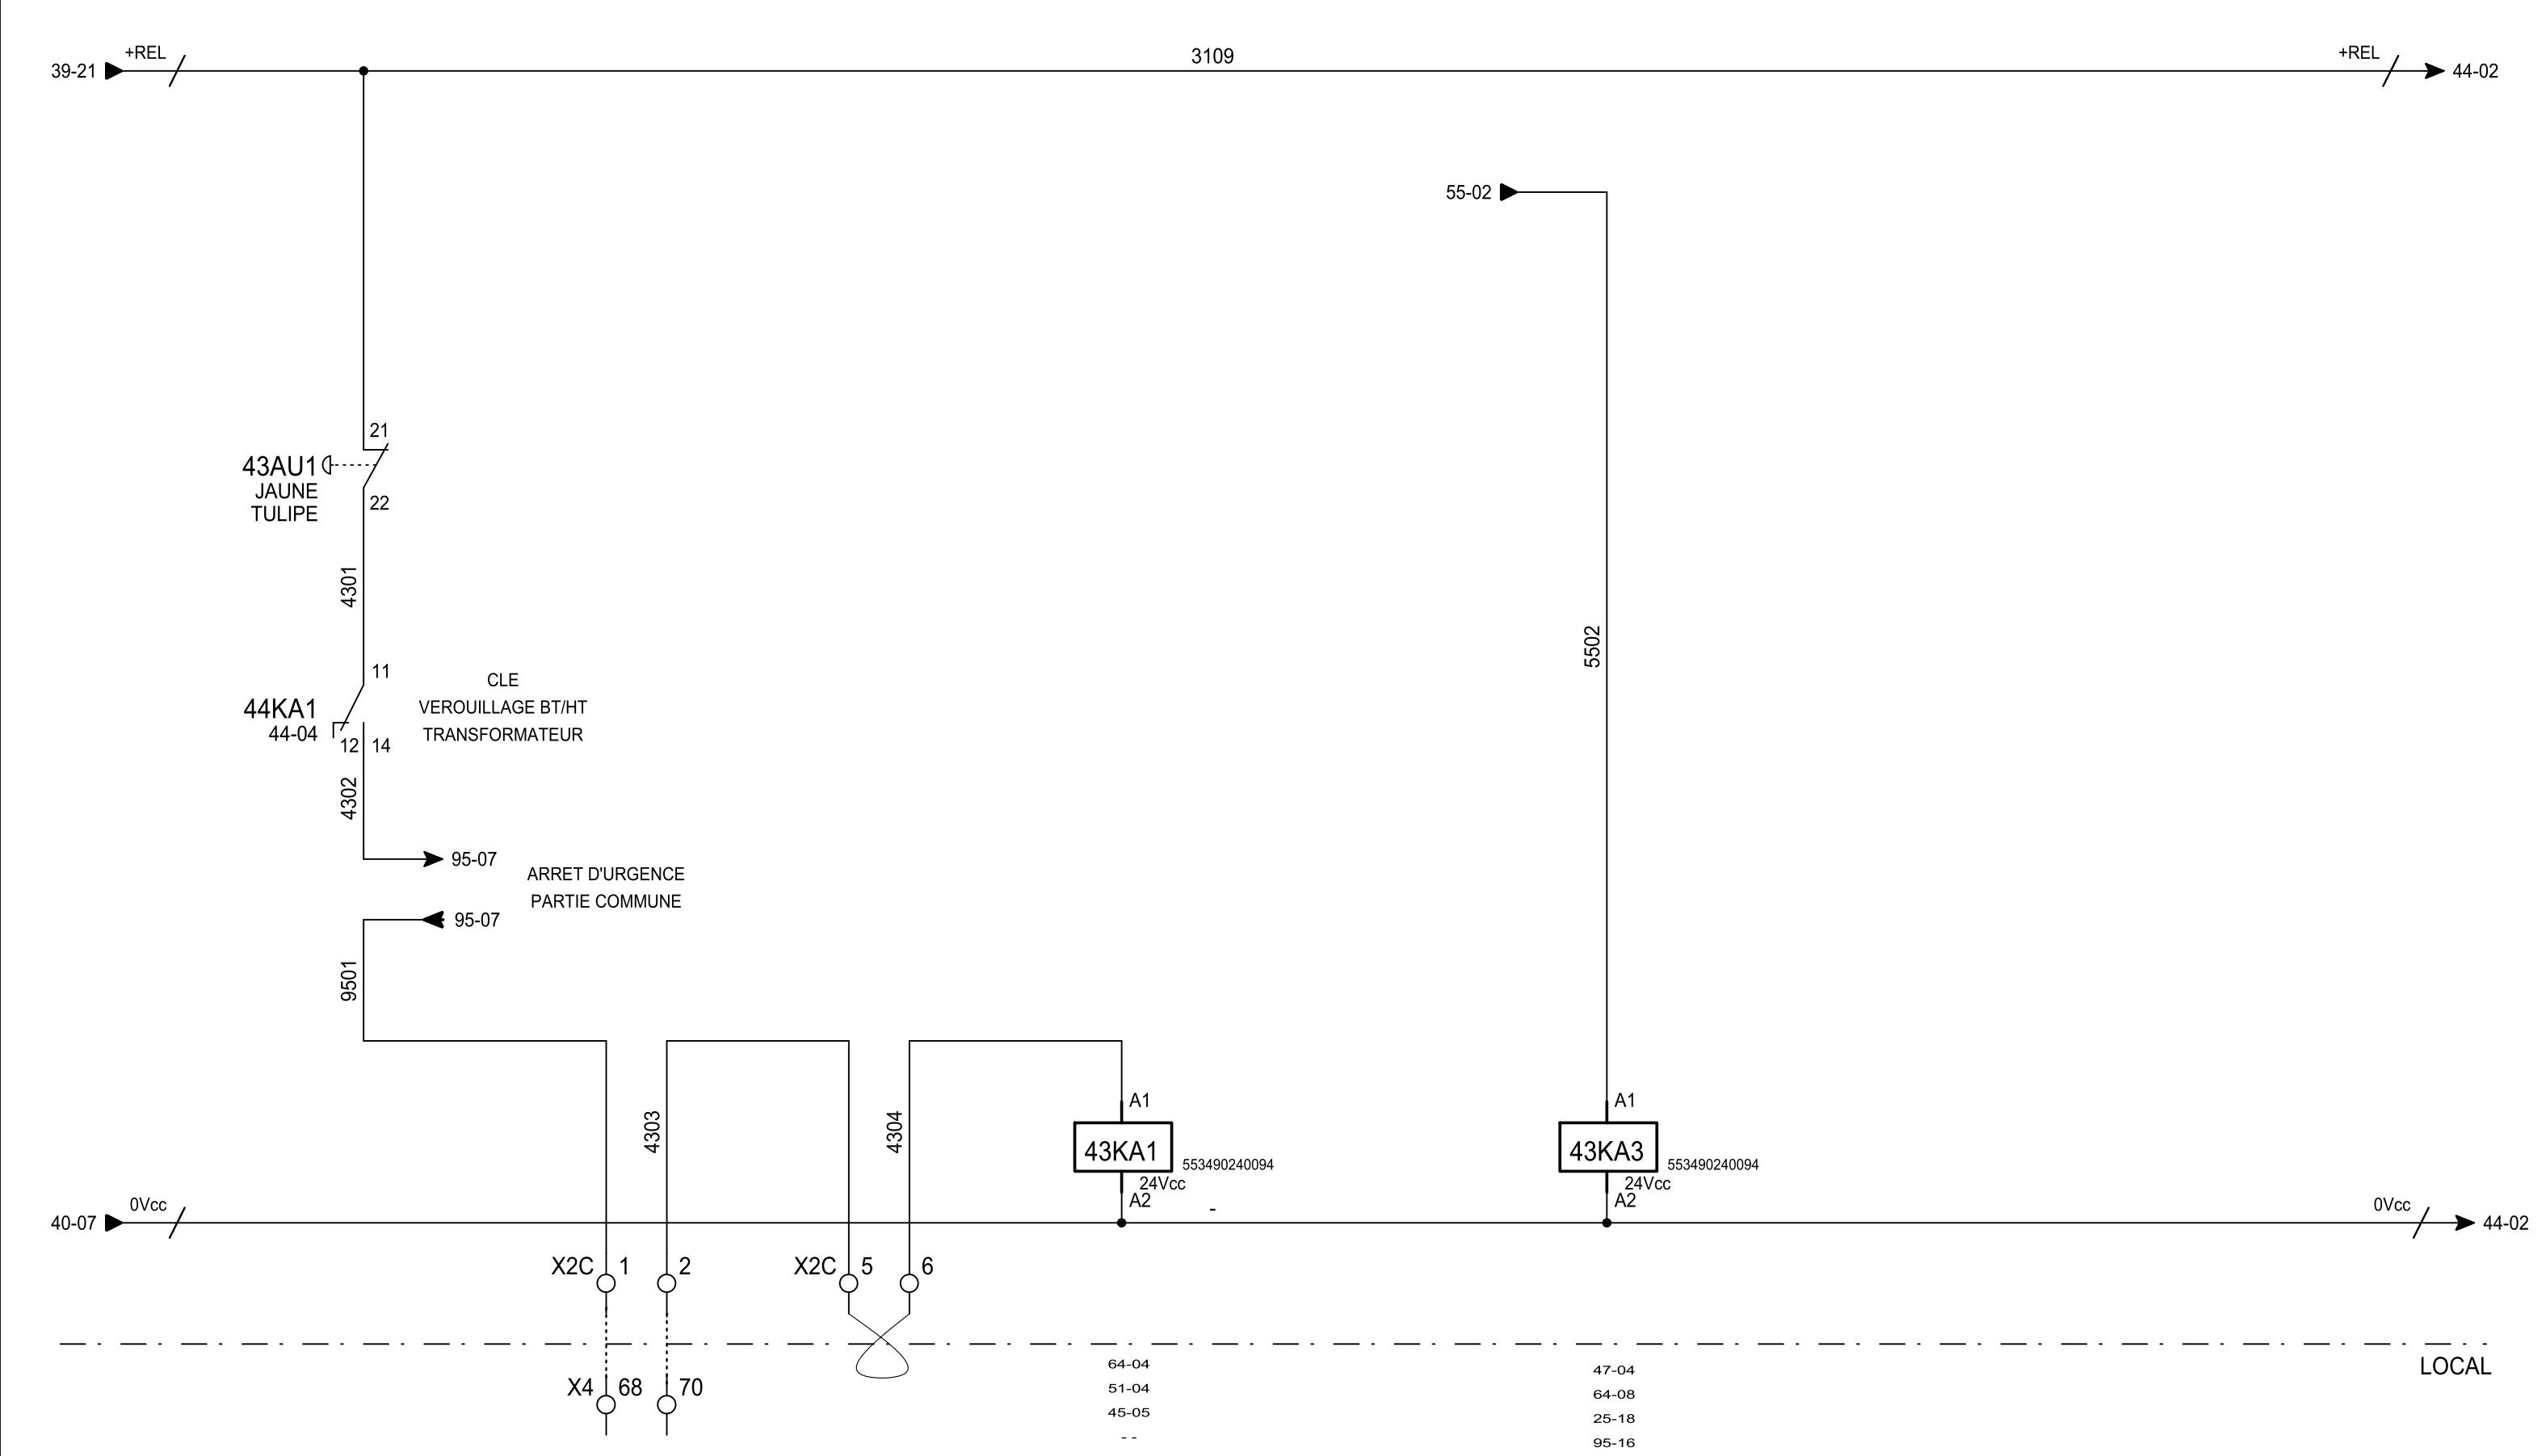 +REL
3109
+REL
39-21
44-02
55-02
21
43AU1
JAUNE
TULIPE
22
4301
5502
11
CLE
44KA1
VEROUILLAGE BT/HT
44-04
TRANSFORMATEUR
12 14
4302
95-07
ARRET D'URGENCE
PARTIE COMMUNE
95-07
9501
4303
4304
A1
A1
43KA1
553490240094
43KA3
553490240094
24Vcc
24Vcc
A2
A2
-
0Vcc
0Vcc
40-07
44-02
X2C 1 2
X2C 5 6
LOCAL
X4 68 70
64-04
51-04
45-05
- -
47-04
64-08
25-18
95-16